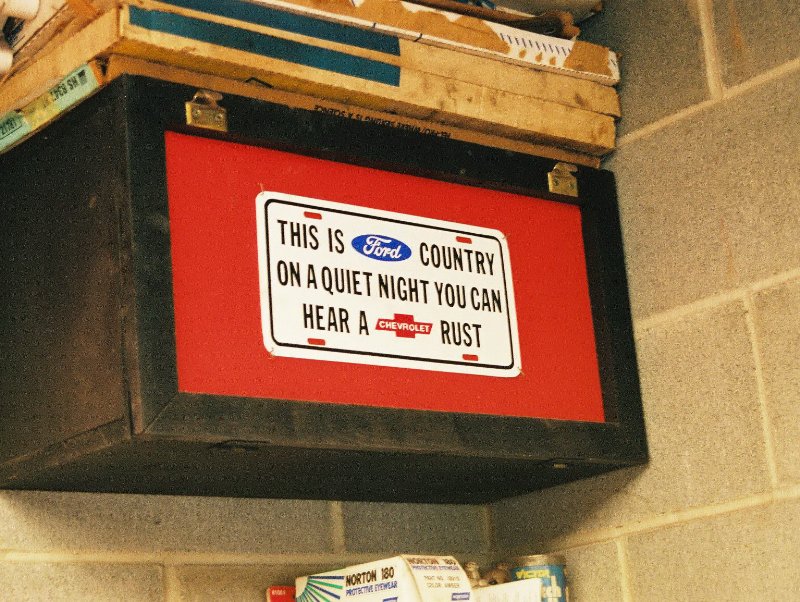 THIS IS Ford COUNTRY
ON A QUIET NIGHT YOU CAN
HEAR A CHEVROLET RUST
NORTON 180
PROTECTIVE EYEWEAR
NORTON 180
PROTECTIVE EYEWEAR
VICTOR